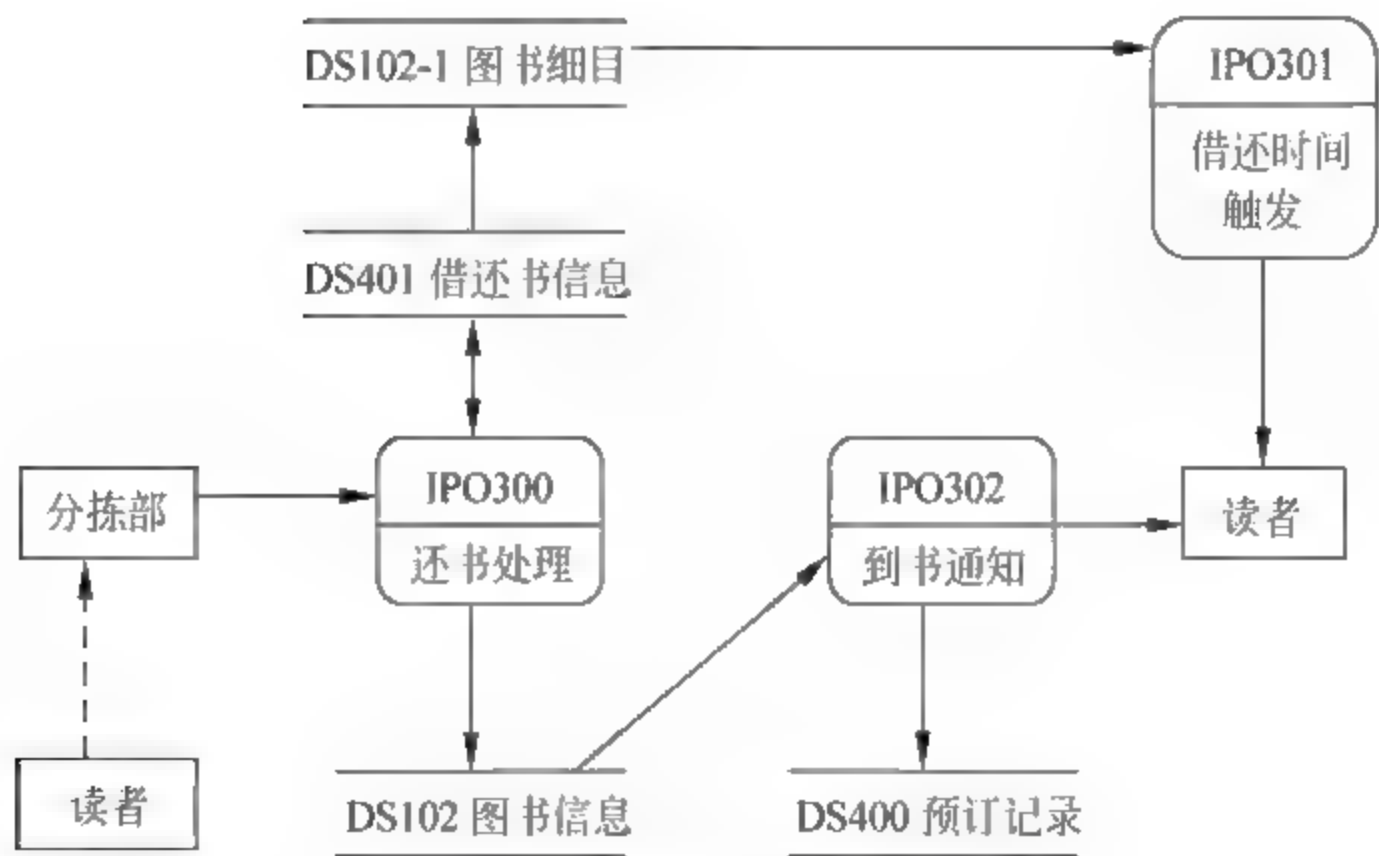 DS102-1 图书细目
IPO301
借还时间
触发
DS401 借还书信息
分拣部
IPO300
还书处理
IPO302
到书通知
读者
读者
DS102 图书信息
DS400 预订记录